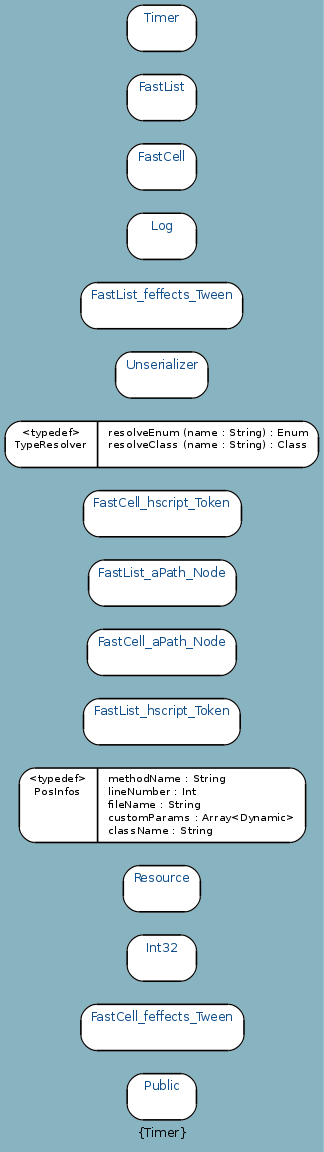 Timer
FastList
FastCell
Log
FastList_feffects_Tween
Unserializer
<typedef>
TypeResolver
resolveEnum (name : String) : Enum
resolveClass (name : String) : Class
FastCell_hscript_Token
FastList_aPath_Node
FastCell_aPath_Node
FastList_hscript_Token
<typedef>
PosInfos
methodName : String
lineNumber : Int
fileName : String
customParams : Array<Dynamic>
className : String
Resource
Int32
FastCell_feffects_Tween
Public
{Timer}